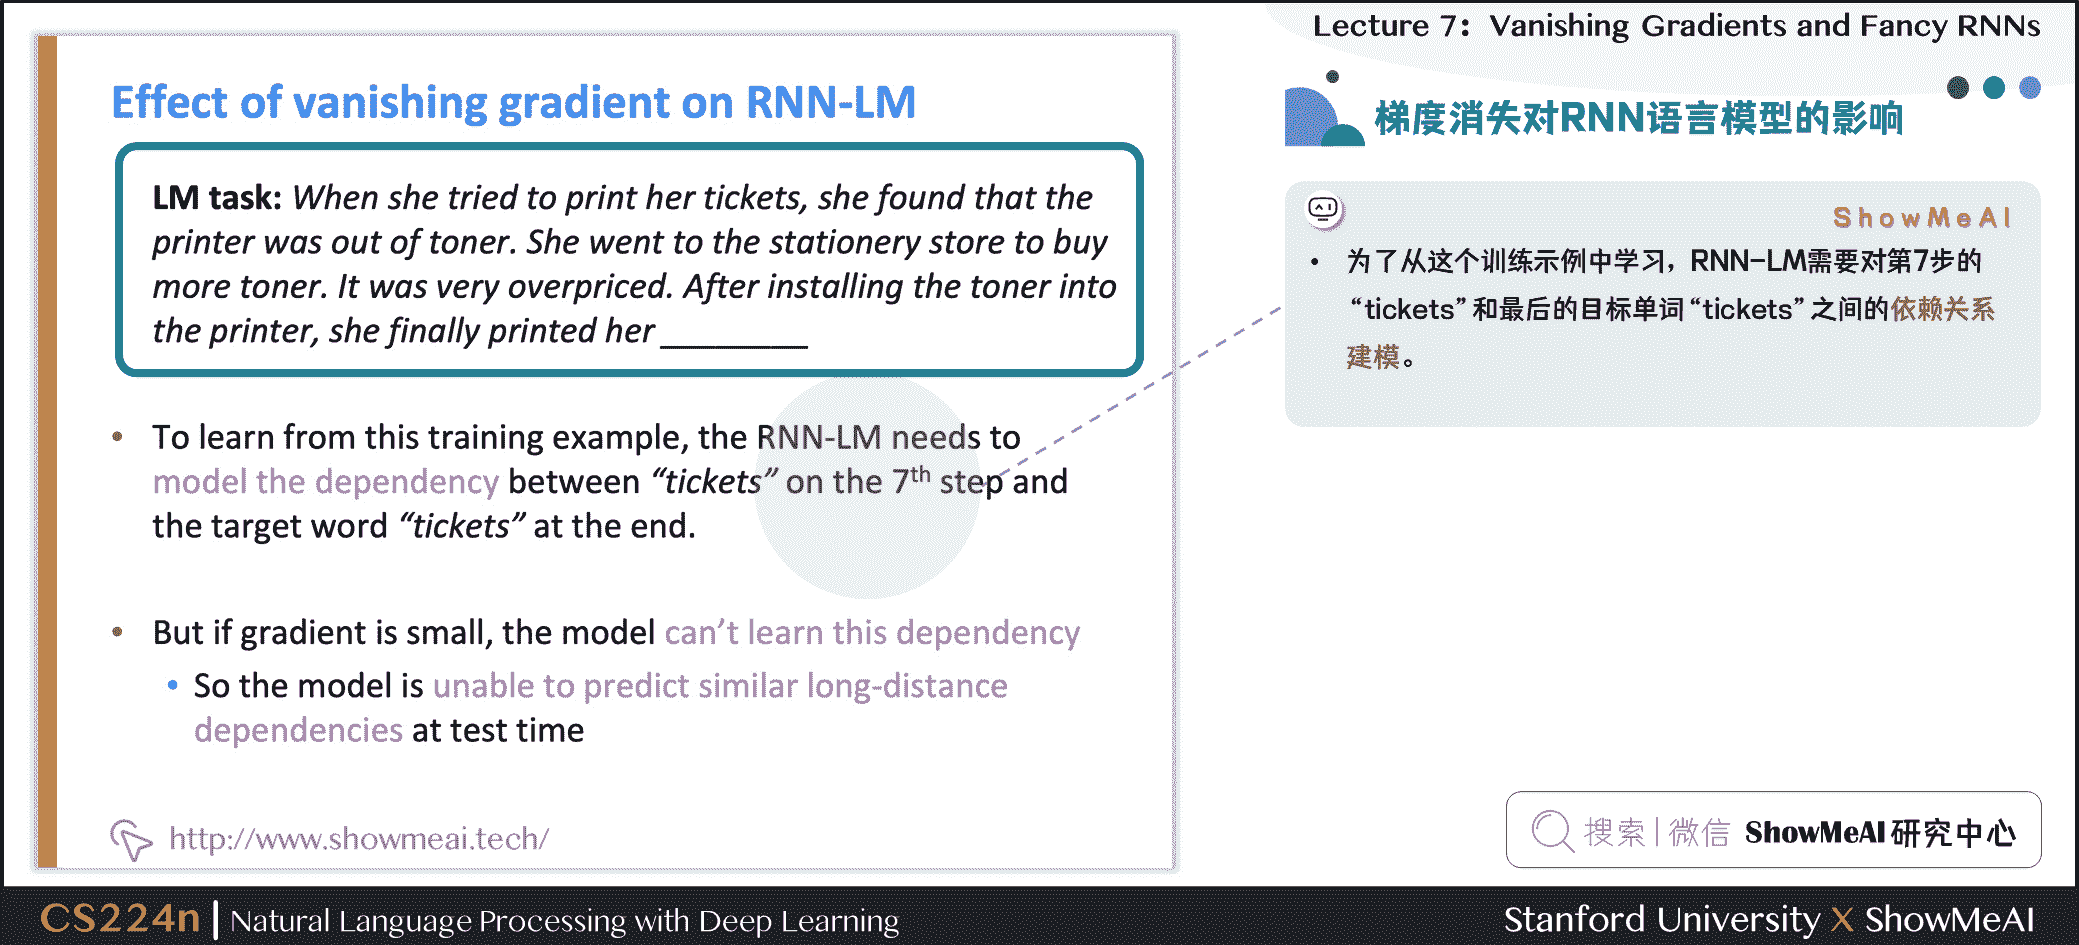 Lecture 7: Vanishing Gradients and Fancy RNNs
Effect of vanishing gradient on RNN-LM
LM task: When she tried to print her tickets, she found that the
printer was out of toner. She went to the stationery store to buy
more toner. It was very overpriced. After installing the toner into
the printer, she finally printed her ________
• To learn from this training example, the RNN-LM needs to
model the dependency between “tickets” on the 7th step and
the target word “tickets” at the end.
• But if gradient is small, the model can’t learn this dependency
• So the model is unable to predict similar long-distance
dependencies at test time
http://www.showmeai.tech/
梯度消失对RNN语言模型的影响
ShowMeAI
• 为了从这个训练示例中学习，RNN-LM需要对第7步的
“tickets”和最后的目标单词“tickets”之间的依赖关系
建模。
搜索|微信 ShowMeAI研究中心
CS224n | Natural Language Processing with Deep Learning
Stanford University X ShowMeAI